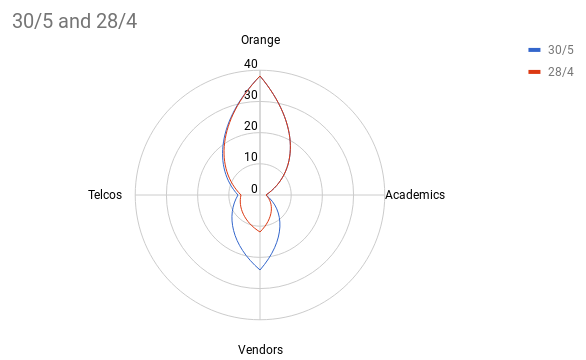 30/5 and 28/4
30/5
28/4
Orange
40
30
20
10
0
Telcos
Academics
Vendors